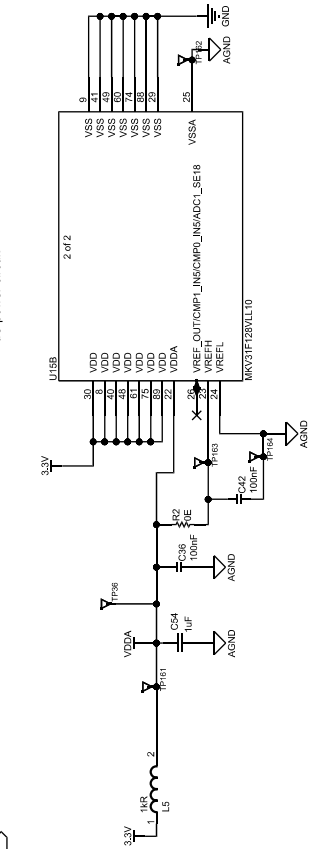 U15B
2 of 2
MKV31F128VLL10
3.3V
30
VDD
8
VDD
40
VDD
48
VDD
61
VDD
75
VDD
89
VDD
22
VDDA
26
VREF_OUT/CMP1_IN5/CMP0_IN5/ADC1_SE18
23
VREFH
24
VREFL
9
VSS
41
VSS
49
VSS
60
VSS
74
VSS
88
VSS
29
VSS
25
VSSA
GND
TP162
AGND
3.3V
1
1kR
L5
2
TP161
VDDA
C54
1uF
AGND
TP36
C36
100nF
AGND
R2
0E
TP163
C42
100nF
TP164
AGND